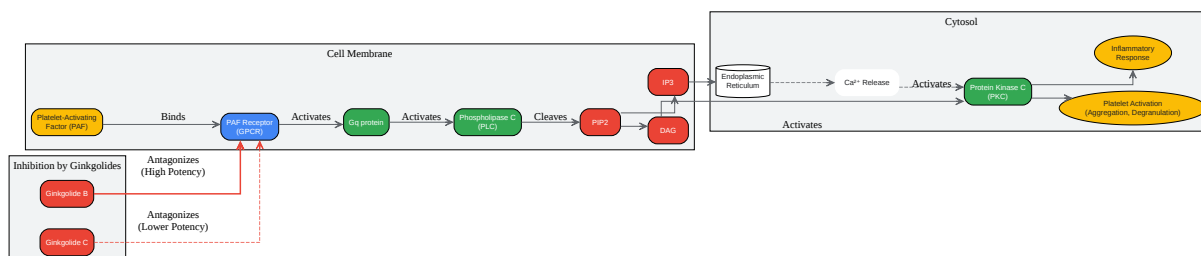 Cytosol
Cell Membrane
Inflammatory
Response
IP3
Endoplasmic
Reticulum
Ca²⁺ Release
Activates
Protein Kinase C
(PKC)
Platelet Activation
(Aggregation, Degranulation)
Platelet-Activating
Factor (PAF)
Binds
PAF Receptor
(GPCR)
Activates
Gq protein
Activates
Phospholipase C
(PLC)
Cleaves
PIP2
DAG
Activates
Inhibition by Ginkgolides
Antagonizes
(High Potency)
Ginkgolide B
Antagonizes
(Lower Potency)
Ginkgolide C